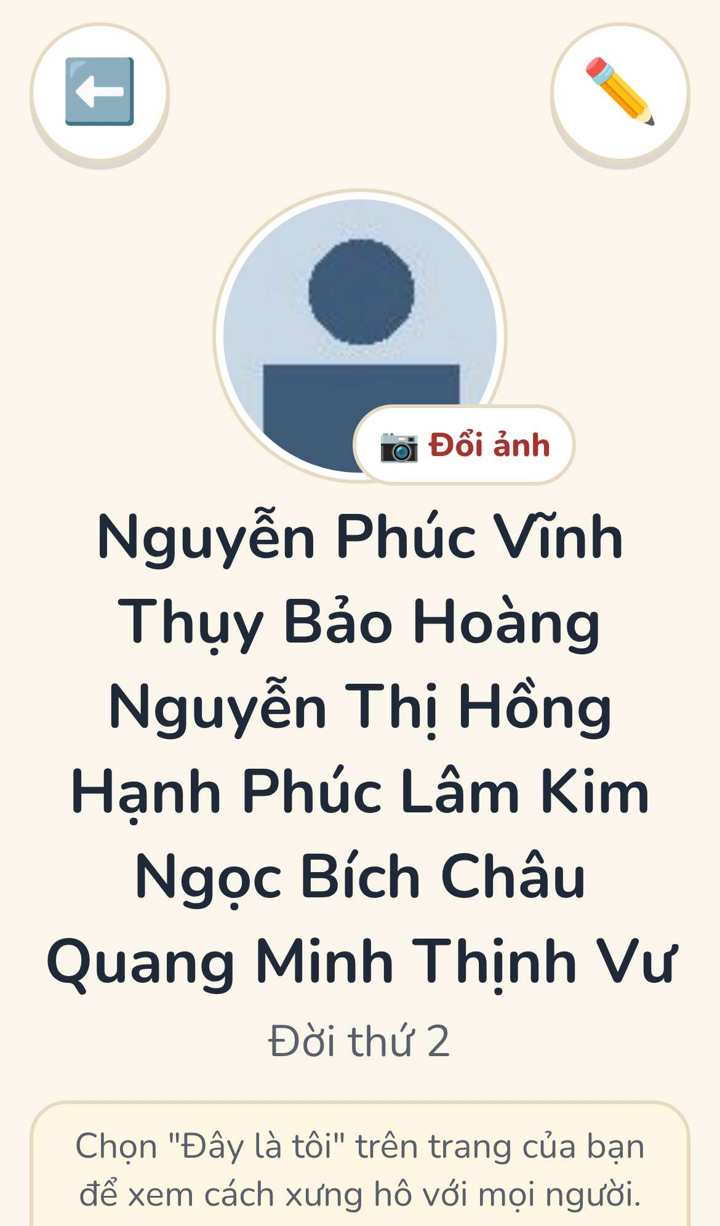 Đổi ảnh
Nguyễn Phúc Vĩnh
Thụy Bảo Hoàng
Nguyễn Thị Hồng
Hạnh Phúc Lâm Kim
Ngọc Bích Châu
Quang Minh Thịnh Vư
Đời thứ 2
Chọn "Đây là tôi" trên trang của bạn
để xem cách xưng hô với mọi người.